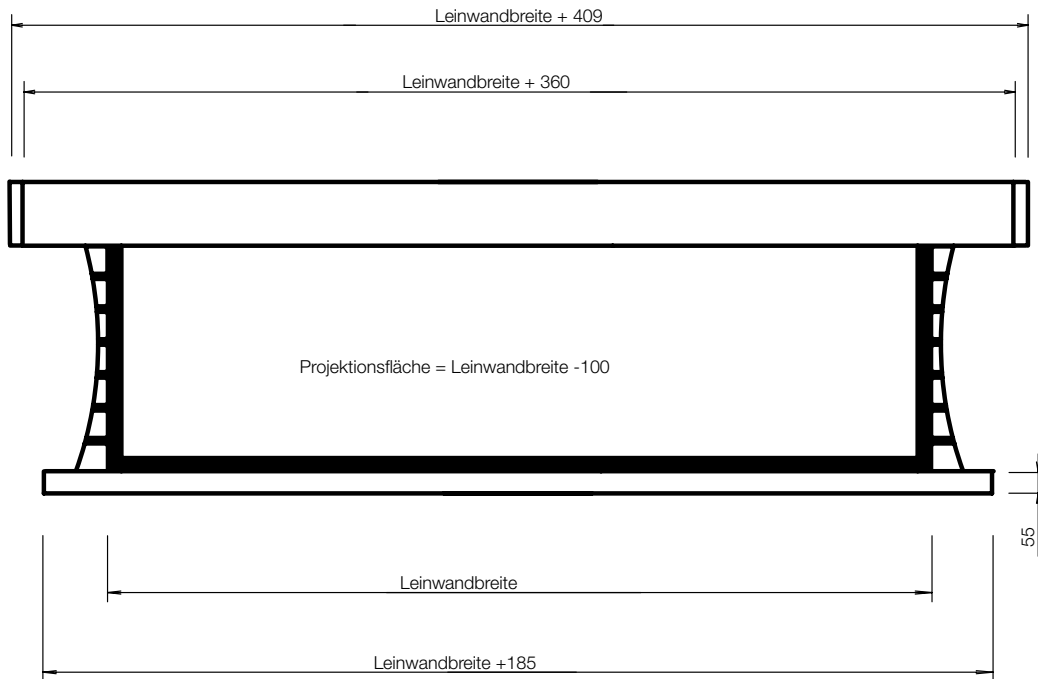 Leinwandbreite + 409
Leinwandbreite + 360
Projektionsfläche = Leinwandbreite -100
55
Leinwandbreite
Leinwandbreite +185